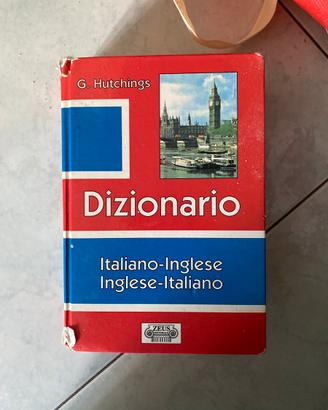 G. Hutchings
Dizionario
Italiano-Inglese
Inglese-Italiano
ZEUS